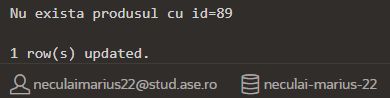 Nu exista produsul cu id=89
1 row(s) updated.
neculaimarius22@stud.ase.ro neculai-marius-22